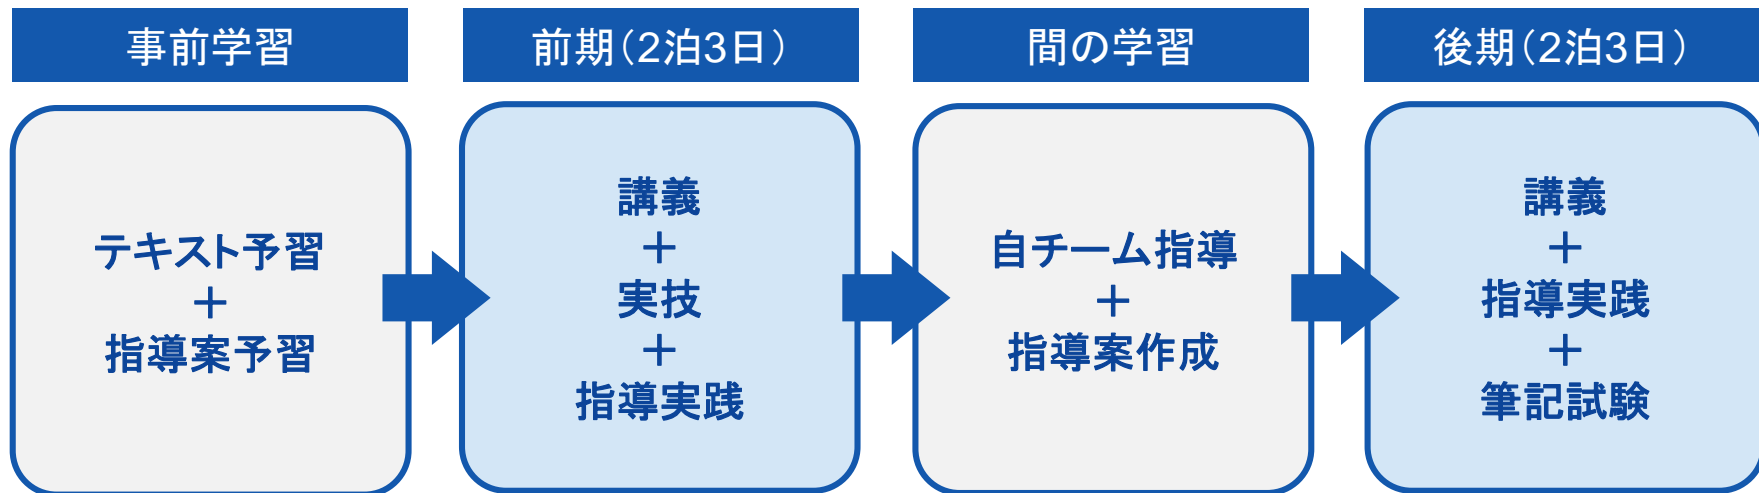 事前学習
前期(2泊3日)
間の学習
後期(2泊3日)
テキスト予習
+
指導案予習
講義
+
実技
+
指導実践
自チーム指導
+
指導案作成
講義
+
指導実践
+
筆記試験